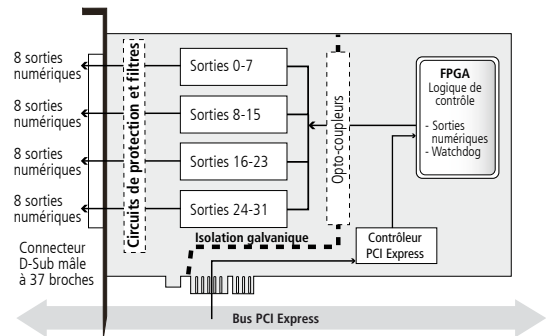 8 sorties
numériques
8 sorties
numériques
8 sorties
numériques
8 sorties
numériques
Connecteur
D-Sub mâle
à 37 broches
Circuits de protection et filtres
Sorties 0-7
Sorties 8-15
Sorties 16-23
Sorties 24-31
Isolation galvanique
Opto-coupleurs
FPGA
Logique de
contrôle
- Sorties
numériques
- Watchdog
Contrôleur
PCI Express
Bus PCI Express